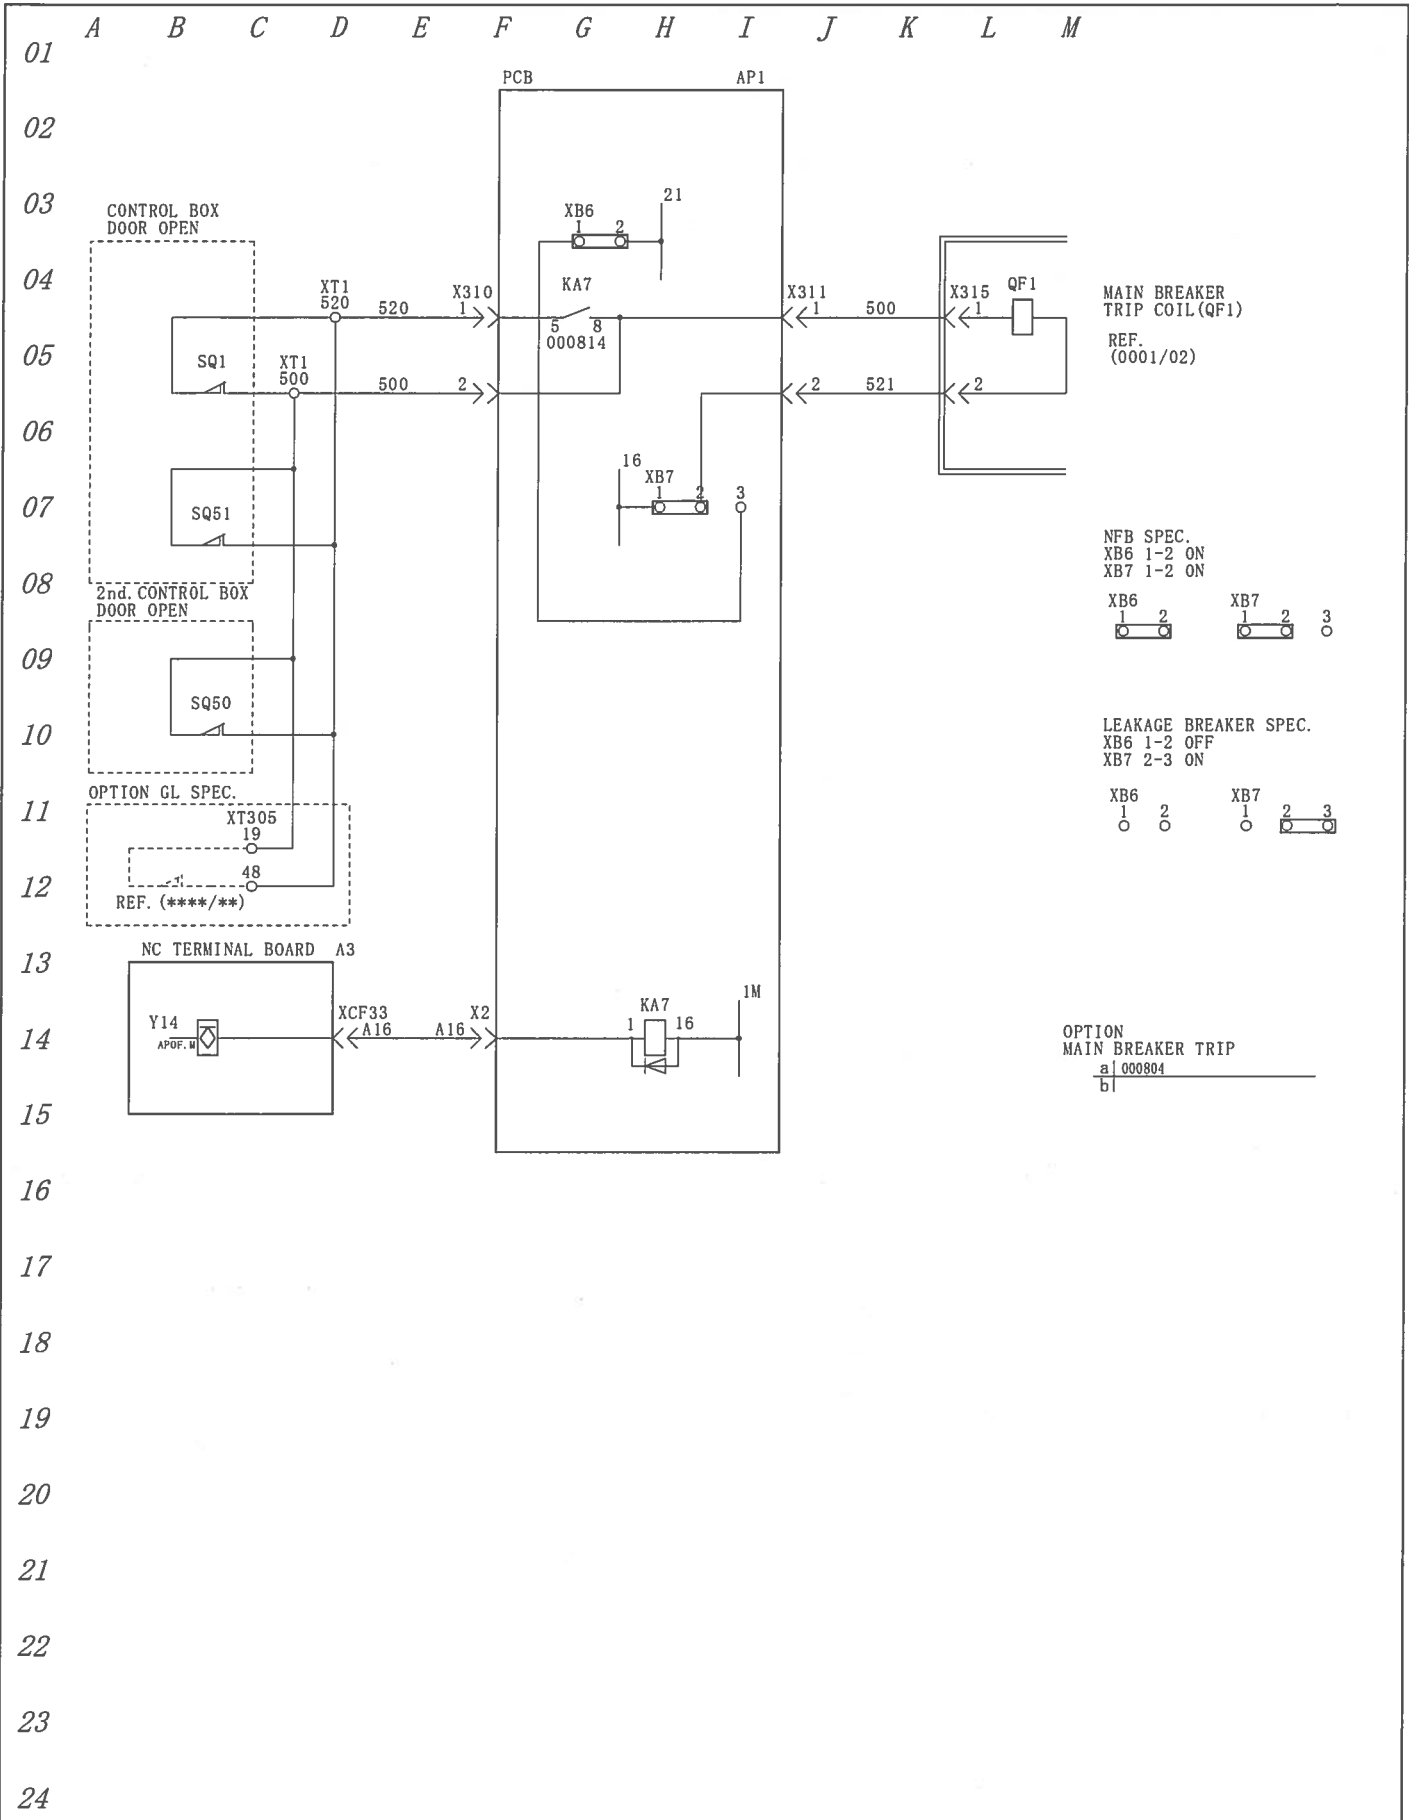 A B C D E F G H I J K L M
01
PCB AP1
02
03
CONTROL BOX
DOOR OPEN
XB6
1 2
21
04
XT1
520
520
X310
1
KA7
5 8
000814
X311
1
500
X315
1
QF1
MAIN BREAKER
TRIP COIL(QF1)
REF.
(0001/02)
05
SQ1
XT1
500
500
2
2
521
2
06
16
XB7
1 2 3
07
SQ51
NFB SPEC.
XB6 1-2 ON
XB7 1-2 ON
08
2nd. CONTROL BOX
DOOR OPEN
XB6
1 2
XB7
1 2 3
09
SQ50
10
LEAKAGE BREAKER SPEC.
XB6 1-2 OFF
XB7 2-3 ON
OPTION GL SPEC.
11
XT305
19
XB6
1 2
XB7
1 2 3
48
12
REF. (****/**)
NC TERMINAL BOARD A3
13
Y14
APOF.M
XCF33
A16
A16
X2
KA7
1 16
1M
14
OPTION
MAIN BREAKER TRIP
a 000804
b
15
16
17
18
19
20
21
22
23
24